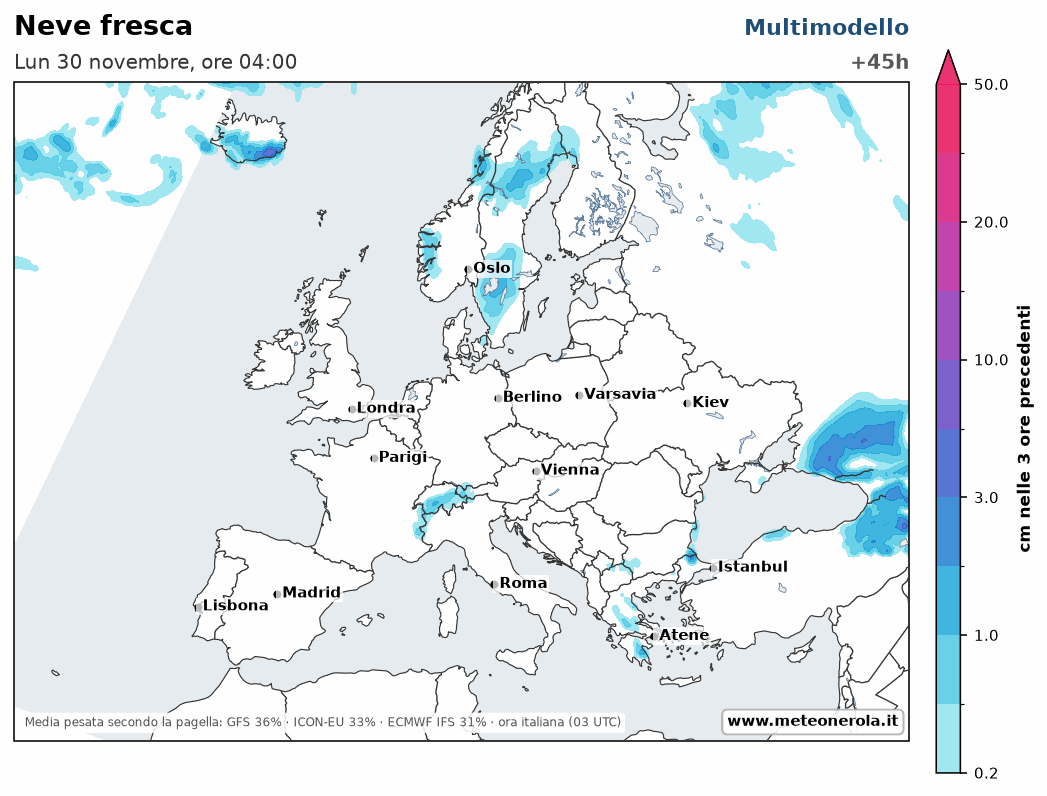 Neve fresca
Multimodello
Lun 30 novembre, ore 04:00
+45h
50.0
20.0
10.0
3.0
1.0
0.2
cm nelle 3 ore precedenti
Oslo
Londra
Berlino
Varsavia
Kiev
Parigi
Vienna
Istanbul
Roma
Madrid
Lisbona
Atene
Media pesata secondo la pagella: GFS 36% · ICON-EU 33% · ECMWF IFS 31% · ora italiana (03 UTC)
www.meteonerola.it